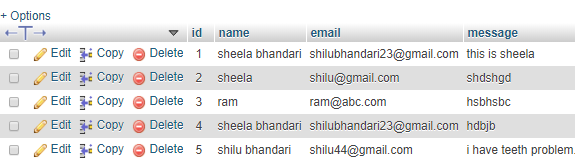 + Options
id name email message
Edit Copy Delete 1 sheela bhandari shilubhandari23@gmail.com this is sheela
Edit Copy Delete 2 sheela shilu@gmail.com shdshgd
Edit Copy Delete 3 ram ram@abc.com hsbhsbc
Edit Copy Delete 4 sheela bhandari shilubhandari23@gmail.com hdbjb
Edit Copy Delete 5 shilu bhandari shilu44@gmail.com i have teeth problem